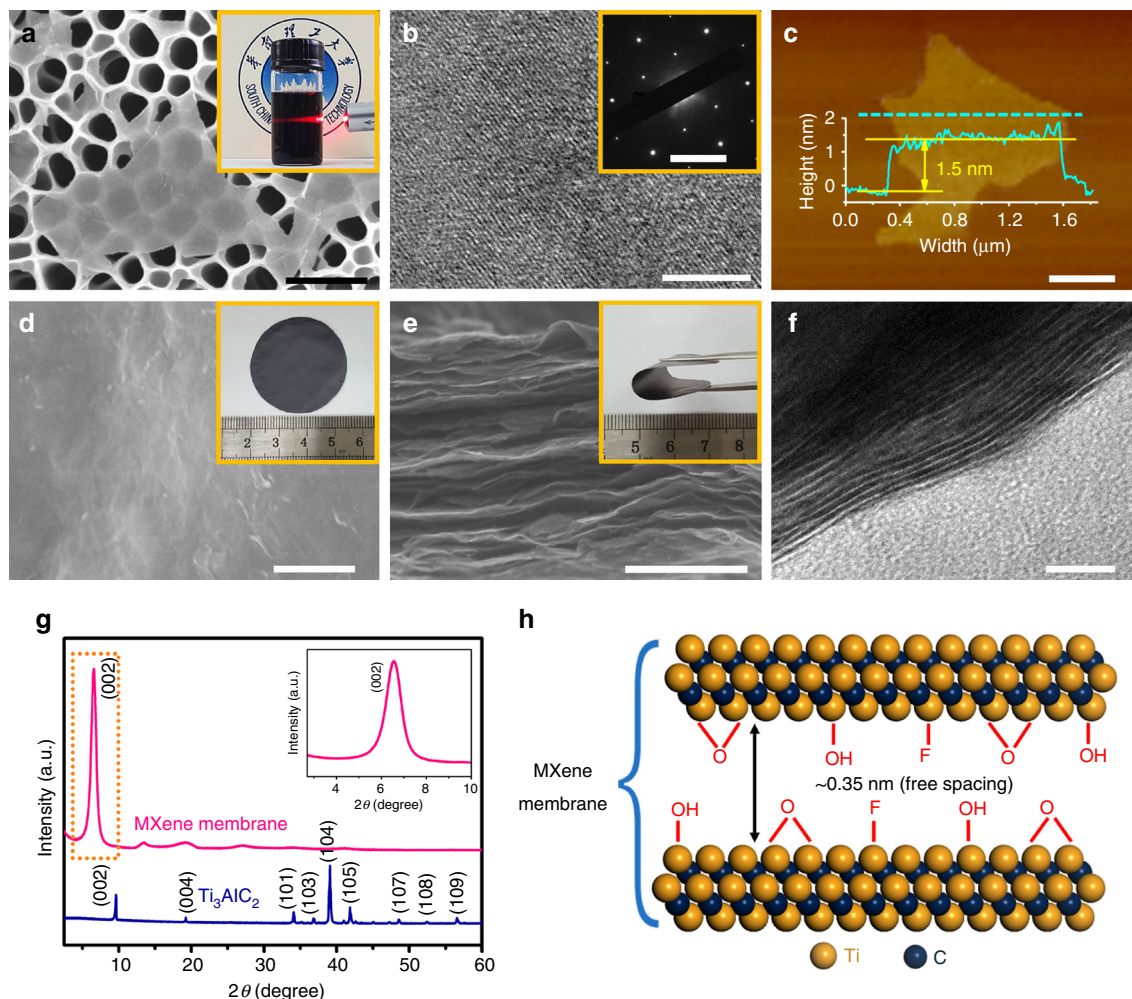 a
SOUTH CHINA
TECHNOLOGY
b
c
Height (nm)
2
1
0
1.5 nm
0.0
0.4
0.8
1.2
1.6
Width (μm)
d
2 3 4 5 6
e
5 6 7 8
f
g
Intensity (a.u.)
(002)
MXene membrane
(002)
(004)
(101)
(103)
(104)
(105)
(107)
(108)
(109)
Ti₃AlC₂
10 20 30 40 50 60
2θ (degree)
Intensity (a.u.)
(002)
4 6 8 10
2θ (degree)
h
MXene
membrane
O
OH
F
O
OH
~0.35 nm (free spacing)
OH
O
F
OH
O
Ti
C